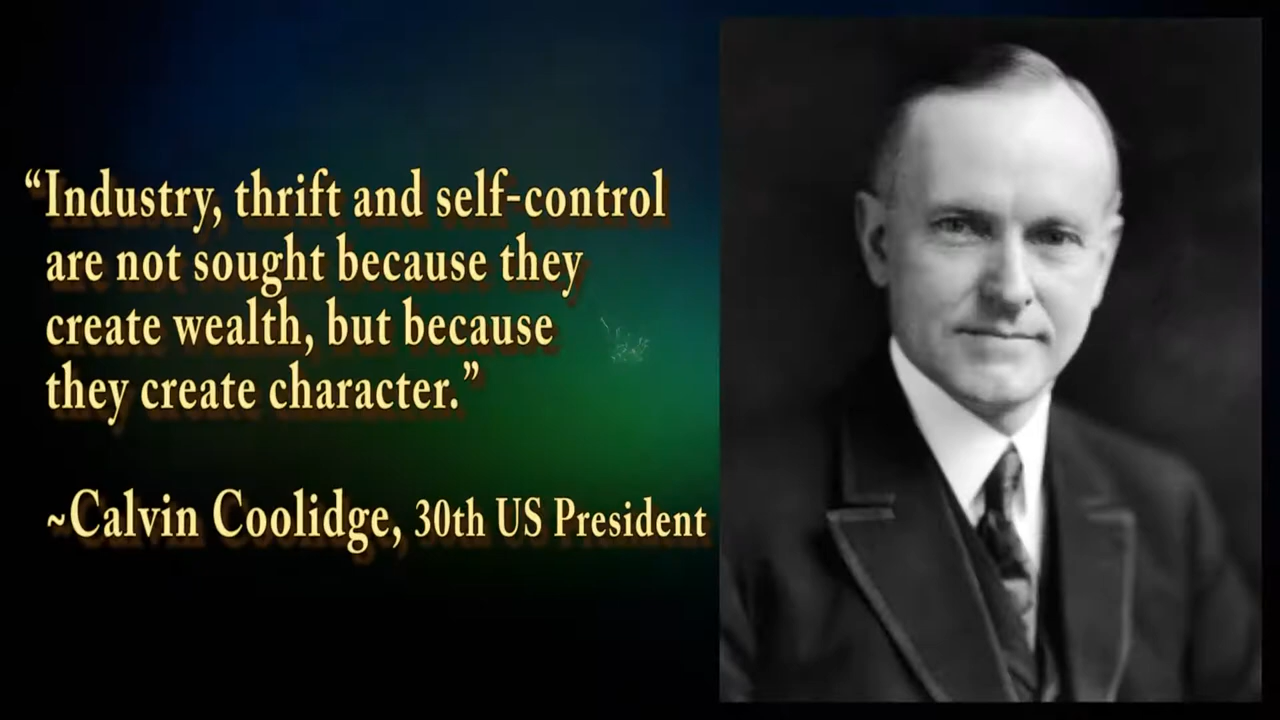 “Industry, thrift and self-control
are not sought because they
create wealth, but because
they create character.”
~Calvin Coolidge, 30th US President